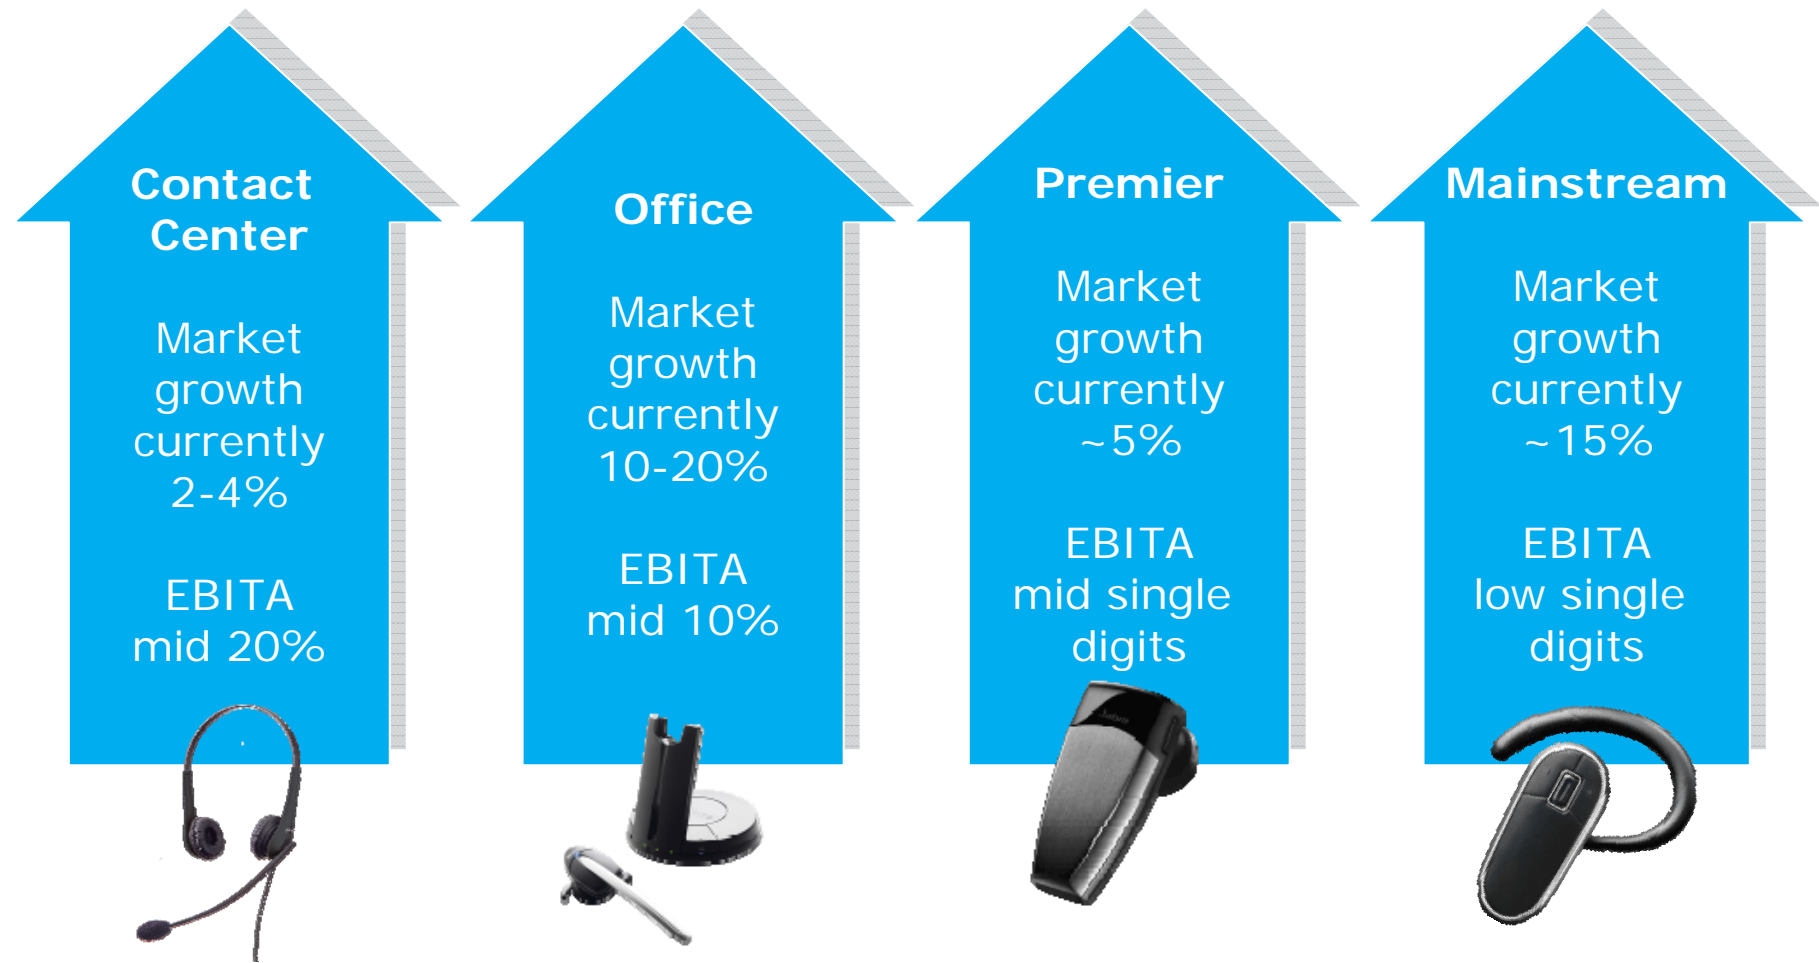 Contact
Center
Market
growth
currently
2-4%
EBITA
mid 20%
Office
Market
growth
currently
10-20%
EBITA
mid 10%
Premier
Market
growth
currently
~5%
EBITA
mid single
digits
Jabra
Mainstream
Market
growth
currently
~15%
EBITA
low single
digits